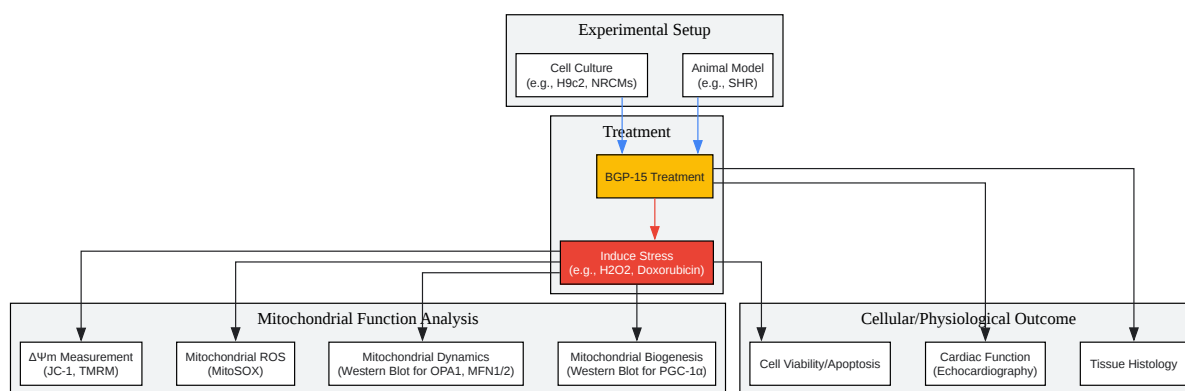 Experimental Setup
Cell Culture
(e.g., H9c2, NRCMs)
Animal Model
(e.g., SHR)
Treatment
BGP-15 Treatment
Induce Stress
(e.g., H2O2, Doxorubicin)
Mitochondrial Function Analysis
ΔΨm Measurement
(JC-1, TMRM)
Mitochondrial ROS
(MitoSOX)
Mitochondrial Dynamics
(Western Blot for OPA1, MFN1/2)
Mitochondrial Biogenesis
(Western Blot for PGC-1α)
Cellular/Physiological Outcome
Cell Viability/Apoptosis
Cardiac Function
(Echocardiography)
Tissue Histology